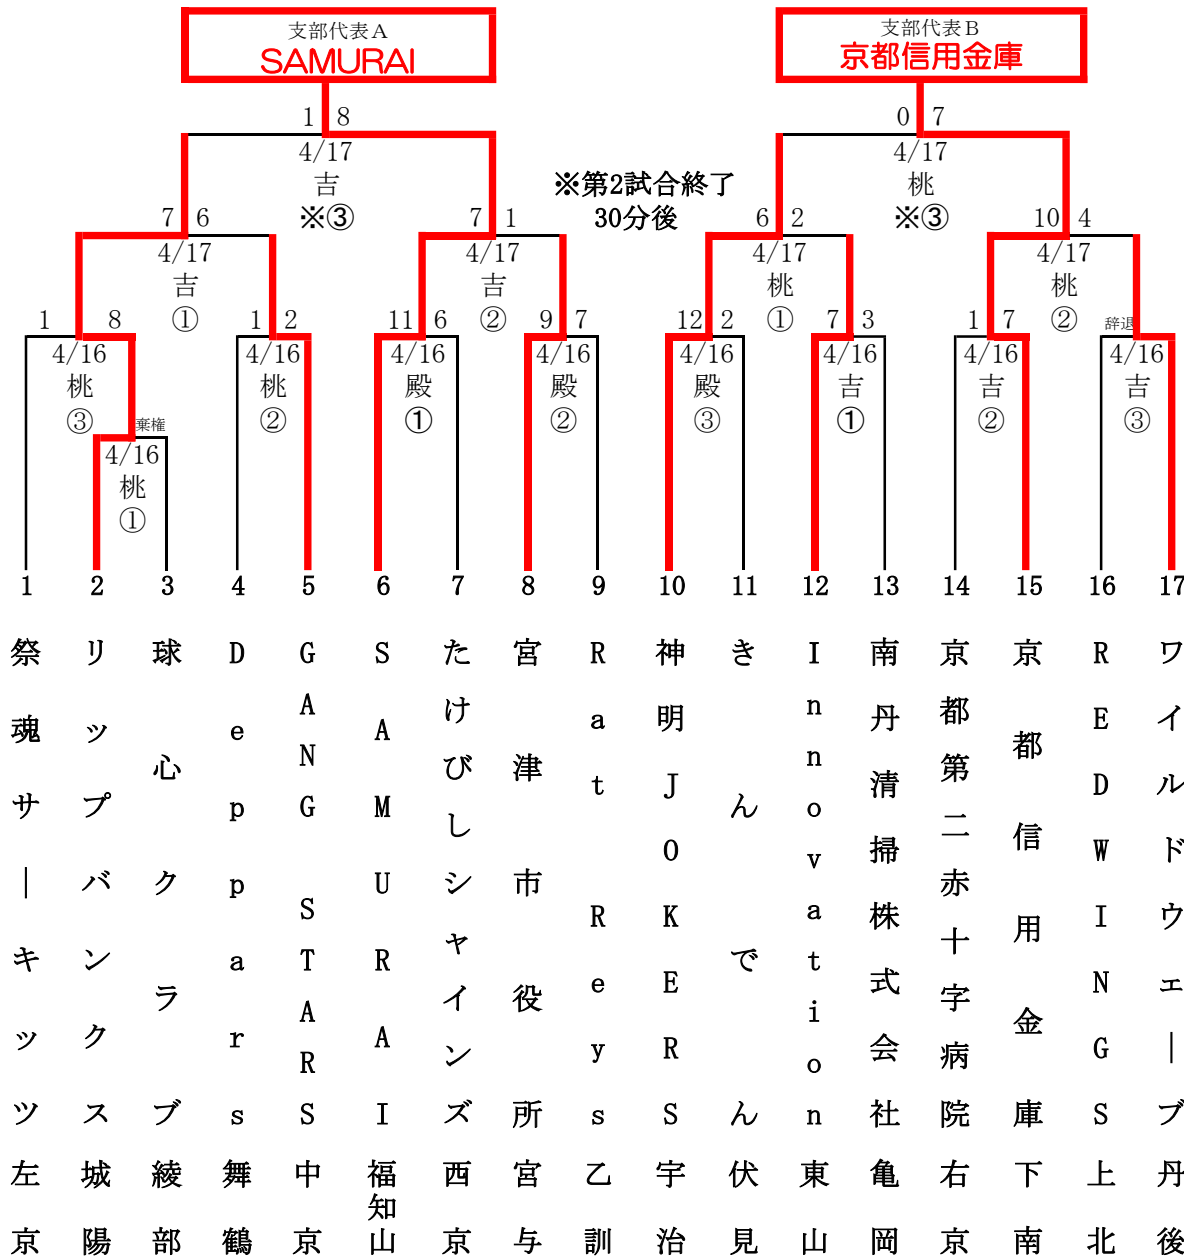 支部代表A
SAMURAI
支部代表B
京都信用金庫
1 8
4/17
吉
※③
0 7
4/17
桃
※③
※第2試合終了
30分後
7 6
4/17
吉
①
7 1
4/17
吉
②
6 2
4/17
桃
①
10 4
4/17
桃
②
1 8
4/16
桃
③
1 2
4/16
桃
②
11 6
4/16
殿
①
9 7
4/16
殿
②
12 2
4/16
殿
③
7 3
4/16
吉
①
1 7
4/16
吉
②
辞退
4/16
吉
③
棄権
4/16
桃
①
1 2 3 4 5 6 7 8 9 10 11 12 13 14 15 16 17
祭魂サーキッツ
左京
リップバンクス
城陽
球心クラブ
綾部
Deppars
舞鶴
GANG STARS
中京
SAMURAI
福知山
たけびしシャインズ
西京
宮津市役所
宮与
Rat Reys
乙訓
神明JOKERS
宇治
きんでん
伏見
Innovation
東山
南丹清掃株式会社
亀岡
京都第二赤十字病院
右京
京都信用金庫
下南
REDWINGS
上北
ワイルドウェーブ
丹後